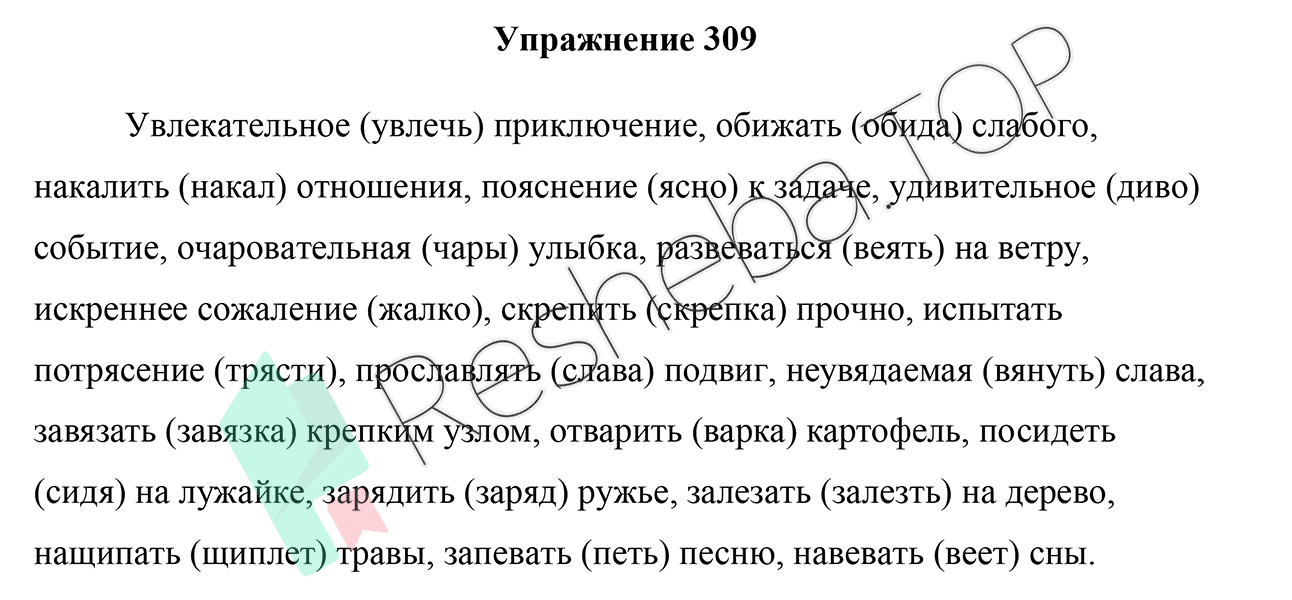 Упражнение 309
Увлекательное (увлечь) приключение, обижать (обида) слабого,
накалить (накал) отношения, пояснение (ясно) к задаче, удивительное (диво)
событие, очаровательная (чары) улыбка, развеваться (веять) на ветру,
искреннее сожаление (жалко), скрепить (скрепка) прочно, испытать
потрясение (трясти), прославлять (слава) подвиг, неувядаемая (вянуть) слава,
завязать (завязка) крепким узлом, отварить (варка) картофель, посидеть
(сидя) на лужайке, зарядить (заряд) ружье, залезать (залезть) на дерево,
нащипать (щиплет) травы, запевать (петь) песню, навевать (веет) сны.
Resheba.TOP